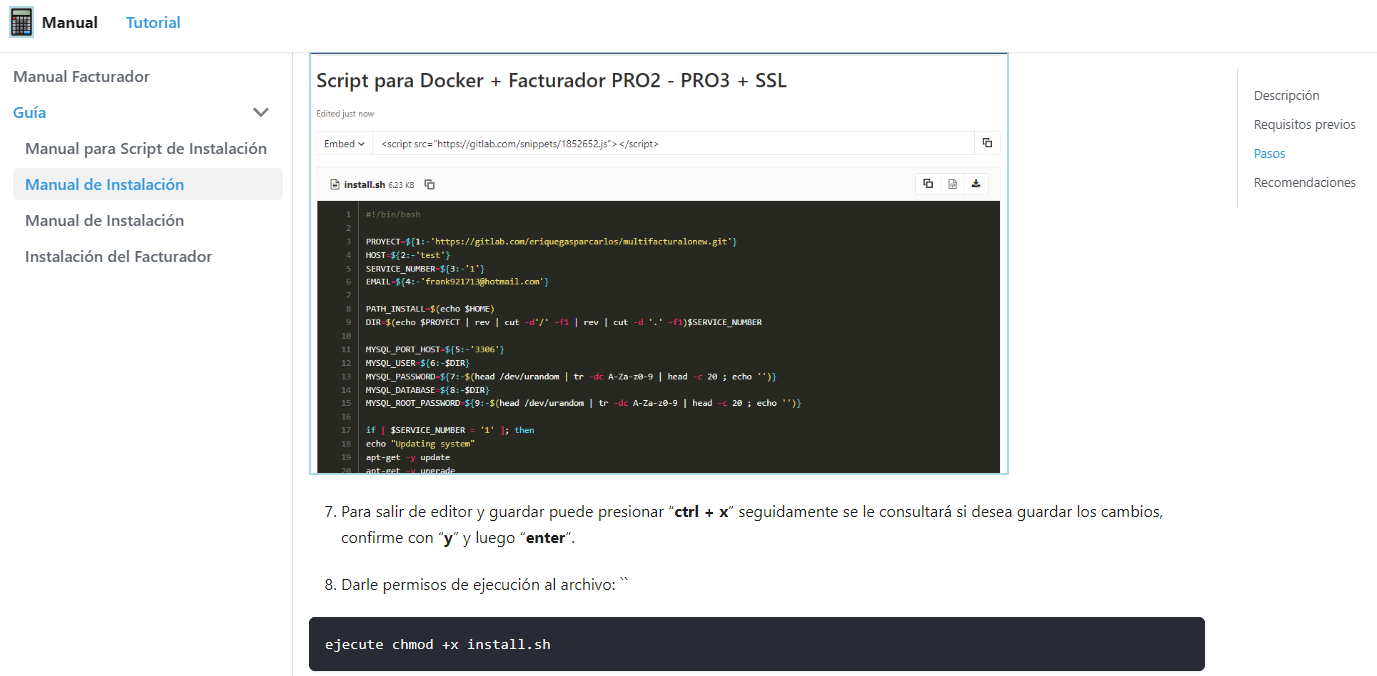 Manual Tutorial
Manual Facturador
Guía
Manual para Script de Instalación
Manual de Instalación
Manual de Instalación
Instalación del Facturador
Script para Docker + Facturador PRO2 - PRO3 + SSL
Edited just now
Embed <script src="https://gitlab.com/snippets/1852652.js"></script>
install.sh 6.23 KB
1 #!/bin/bash
2
3 PROYECT=${1:-'https://gitlab.com/eriquegasparcarlos/multifacturalonew.git'}
4 HOST=${2:-'test'}
5 SERVICE_NUMBER=${3:-'1'}
6 EMAIL=${4:-'frank921713@hotmail.com'}
7
8 PATH_INSTALL=$(echo $HOME)
9 DIR=$(echo $PROYECT | rev | cut -d'/' -f1 | rev | cut -d '.' -f1)$SERVICE_NUMBER
10
11 MYSQL_PORT_HOST=${5:-'3306'}
12 MYSQL_USER=${6:-$DIR}
13 MYSQL_PASSWORD=${7:-$(head /dev/urandom | tr -dc A-Za-z0-9 | head -c 20 ; echo '')}
14 MYSQL_DATABASE=${8:-$DIR}
15 MYSQL_ROOT_PASSWORD=${9:-$(head /dev/urandom | tr -dc A-Za-z0-9 | head -c 20 ; echo '')}
16
17 if [ $SERVICE_NUMBER = '1' ]; then
18 echo "Updating system"
19 apt-get -y update
20 apt-get -y upgrade
7. Para salir de editor y guardar puede presionar “ctrl + x” seguidamente se le consultará si desea guardar los cambios,
confirme con “y” y luego “enter”.
8. Darle permisos de ejecución al archivo: ``
ejecute chmod +x install.sh
Descripción
Requisitos previos
Pasos
Recomendaciones